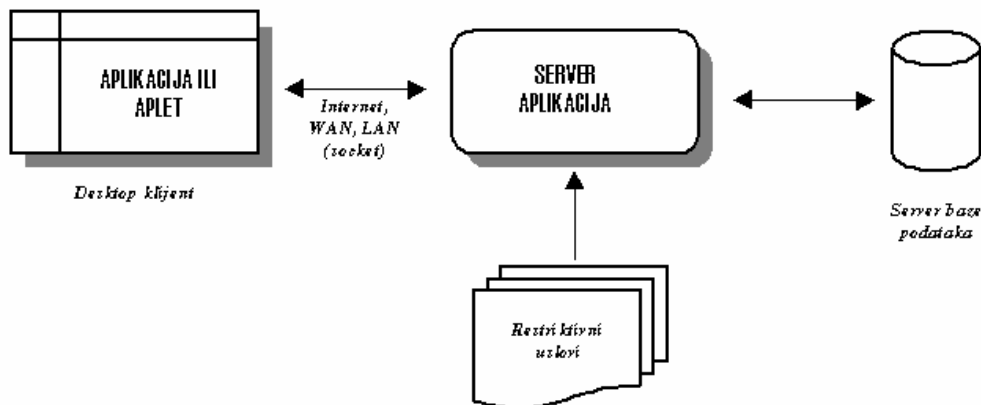 APLIKACIJA ILI
APLET
Desktop klijent
Internet,
WAN, LAN
(socket)
SERVER
APLIKACIJA
Restriktivni
uslovi
Server baze
podataka